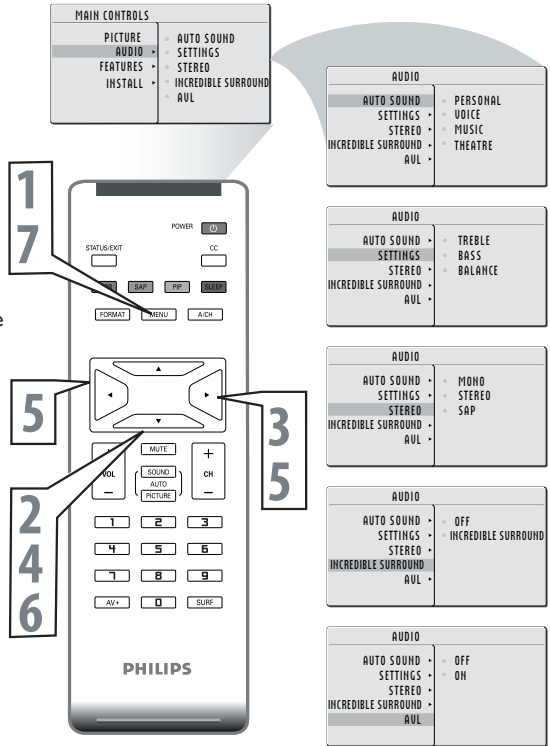 MAIN CONTROLS
PICTURE
AUDIO
FEATURES
INSTALL
AUTO SOUND
SETTINGS
STEREO
INCREDIBLE SURROUND
AVL
AUDIO
AUTO SOUND
SETTINGS
STEREO
INCREDIBLE SURROUND
AVL
PERSONAL
VOICE
MUSIC
THEATRE
AUDIO
AUTO SOUND
SETTINGS
STEREO
INCREDIBLE SURROUND
AVL
TREBLE
BASS
BALANCE
AUDIO
AUTO SOUND
SETTINGS
STEREO
INCREDIBLE SURROUND
AVL
MONO
STEREO
SAP
AUDIO
AUTO SOUND
SETTINGS
STEREO
INCREDIBLE SURROUND
AVL
OFF
INCREDIBLE SURROUND
AUDIO
AUTO SOUND
SETTINGS
STEREO
INCREDIBLE SURROUND
AVL
OFF
ON
1
7
5
2
4
6
3
5
e
POWER
STATUS/EXIT
CC
SAP
PIP
SLEEP
FORMAT
MENU
A/CH
MUTE
VOL
–
SOUND
AUTO
PICTURE
+
CH
–
1 2 3
4 5 6
7 8 9
AV+ 0 SURF
PHILIPS